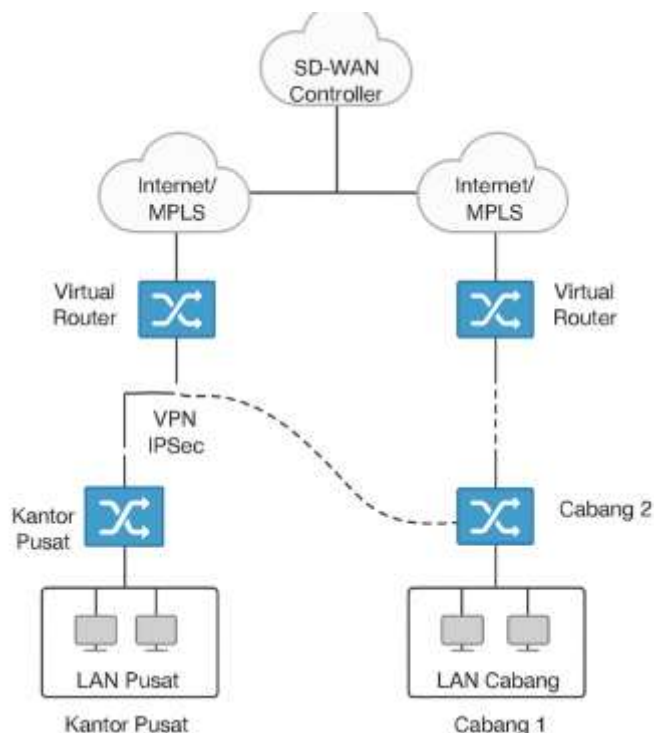 SD-WAN
Controller
Internet/
MPLS
Internet/
MPLS
Virtual
Router
Virtual
Router
VPN
IPSec
Kantor
Pusat
Cabang 2
LAN Pusat
LAN Cabang
Kantor Pusat
Cabang 1